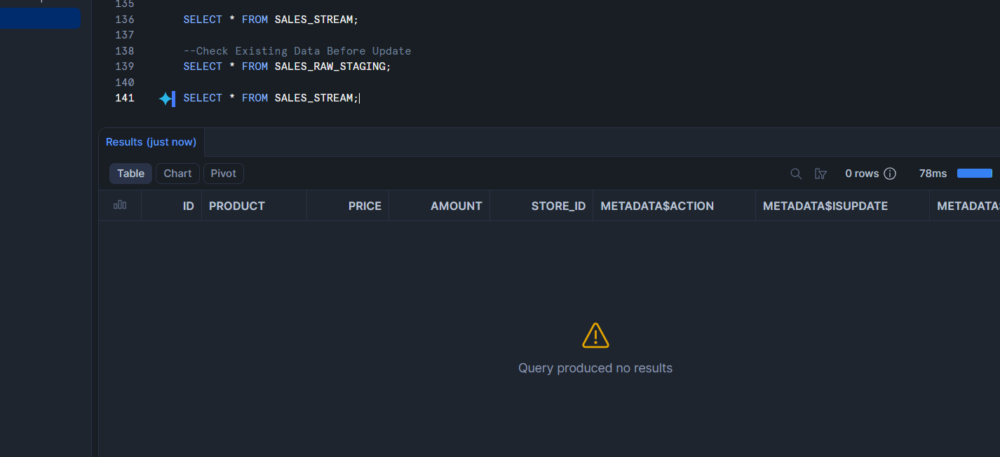 135
136 SELECT * FROM SALES_STREAM;
137
138 --Check Existing Data Before Update
139 SELECT * FROM SALES_RAW_STAGING;
140
141 SELECT * FROM SALES_STREAM;
Results (just now)
Table Chart Pivot 0 rows 78ms
ID PRODUCT PRICE AMOUNT STORE_ID METADATA$ACTION METADATA$ISUPDATE METADATA$
Query produced no results